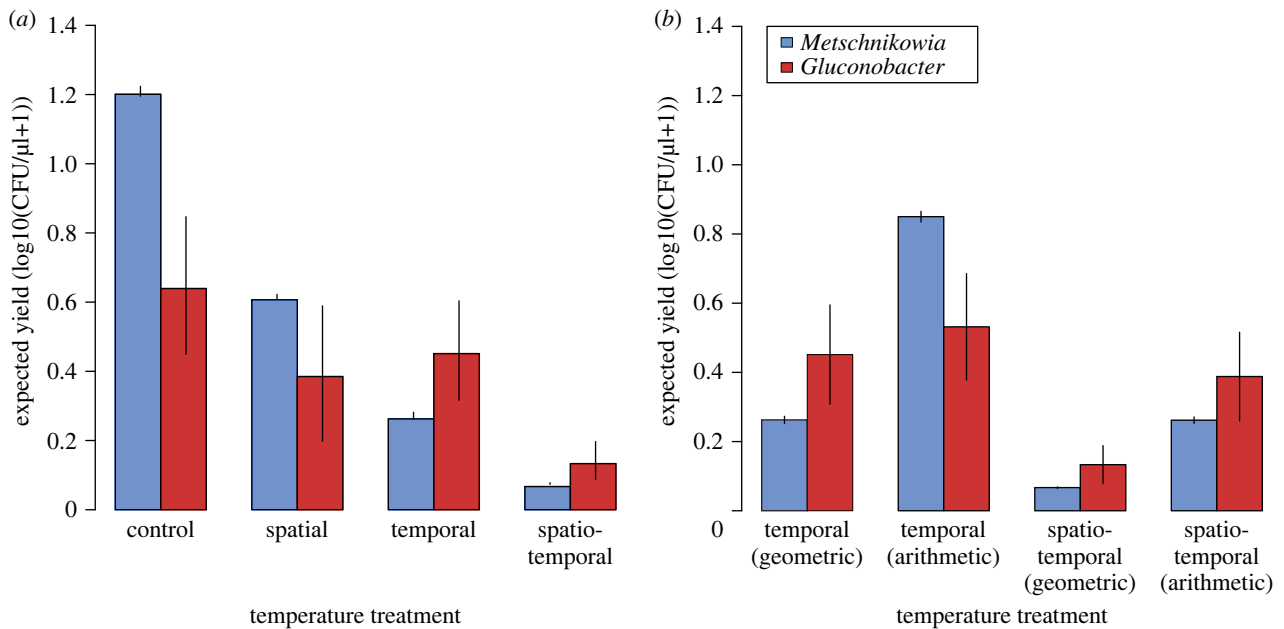 (a)
expected yield (log10(CFU/µl+1))
1.4
1.2
1.0
0.8
0.6
0.4
0.2
0
control
spatial
temporal
spatio-
temporal
temperature treatment
(b)
Metschnikowia
Gluconobacter
expected yield (log10(CFU/µl+1))
1.4
1.2
1.0
0.8
0.6
0.4
0.2
0
temporal
(geometric)
temporal
(arithmetic)
spatio-
temporal
(geometric)
spatio-
temporal
(arithmetic)
temperature treatment